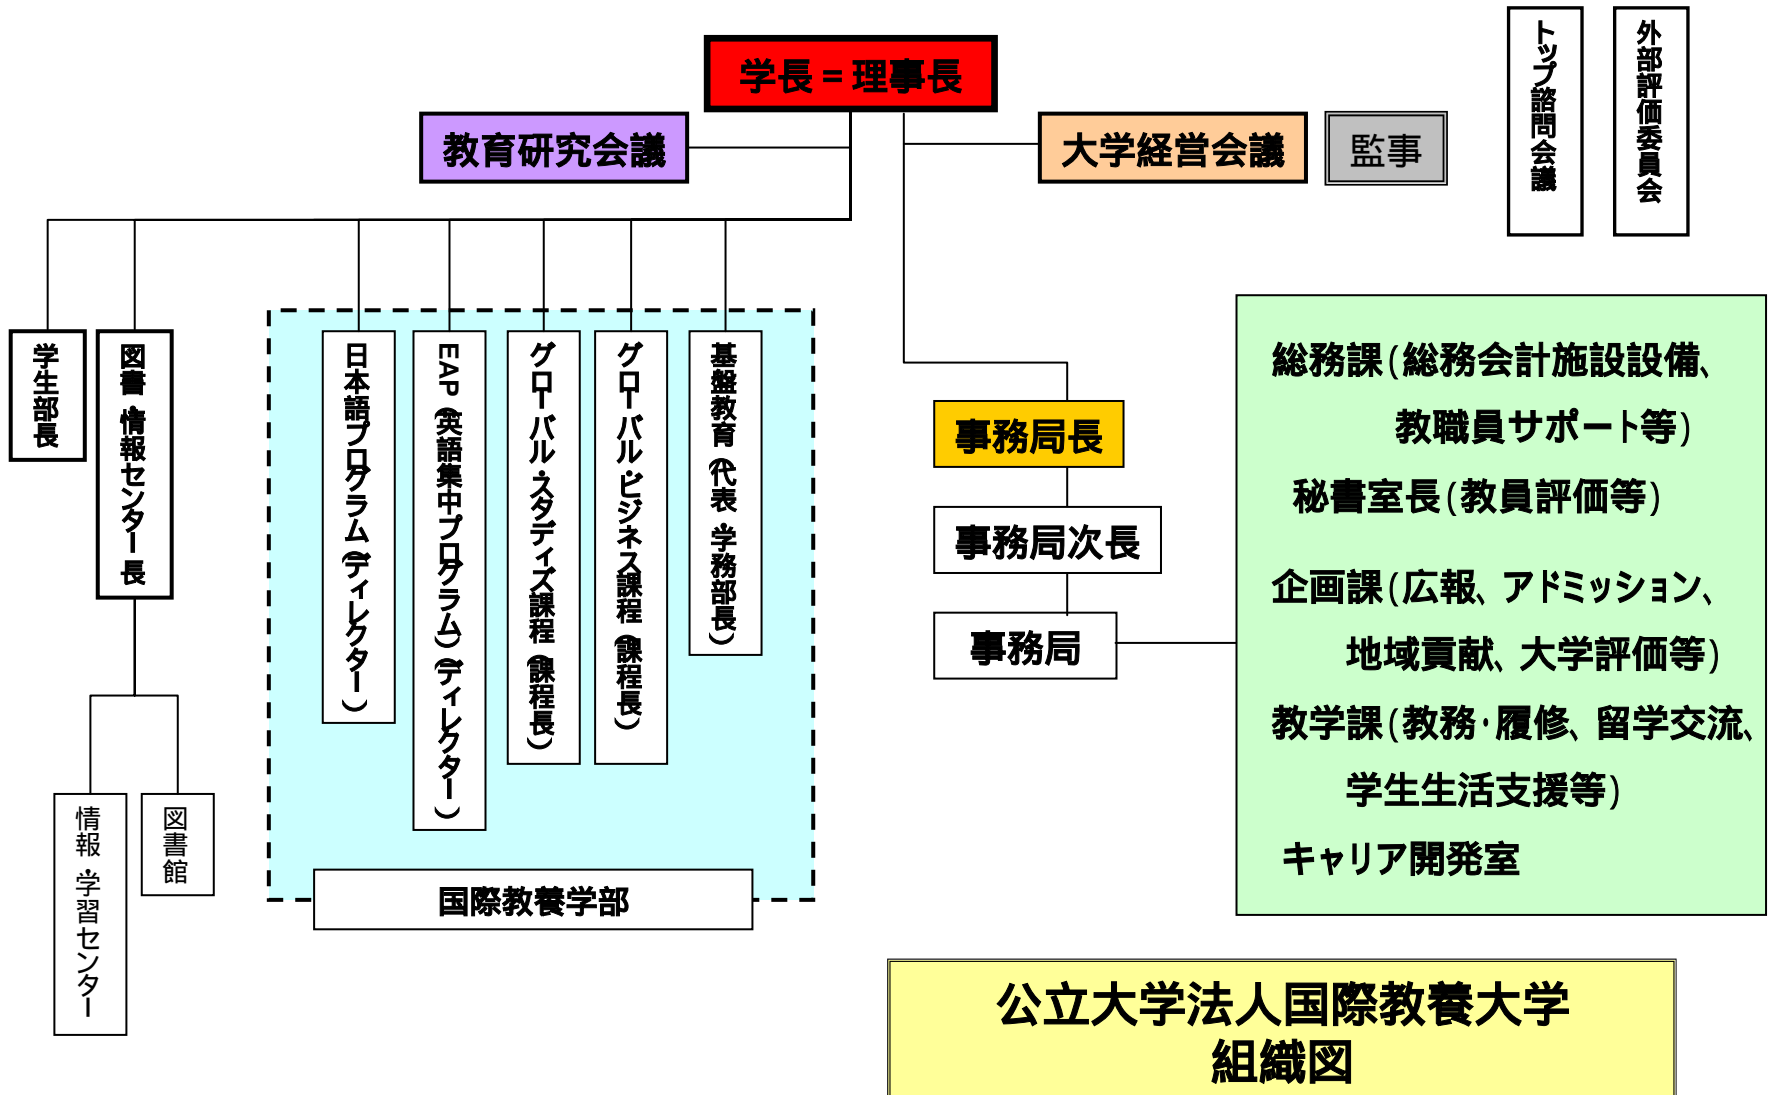 学長=理事長
教育研究会議
大学経営会議
監事
トップ諮問会議
外部評価委員会
学生部長
図書・情報センター長
日本語プログラム(ディレクター)
EAP(英語集中プログラム)(ディレクター)
グローバル・スタディズ課程(課程長)
グローバル・ビジネス課程(課程長)
基盤教育(代表・学務部長)
情報・学習センター
図書館
国際教養学部
事務局長
事務局次長
事務局
総務課(総務会計施設設備、
教職員サポート等)
秘書室長(教員評価等)
企画課(広報、アドミッション、
地域貢献、大学評価等)
教学課(教務・履修、留学交流、
学生生活支援等)
キャリア開発室
公立大学法人国際教養大学
組織図